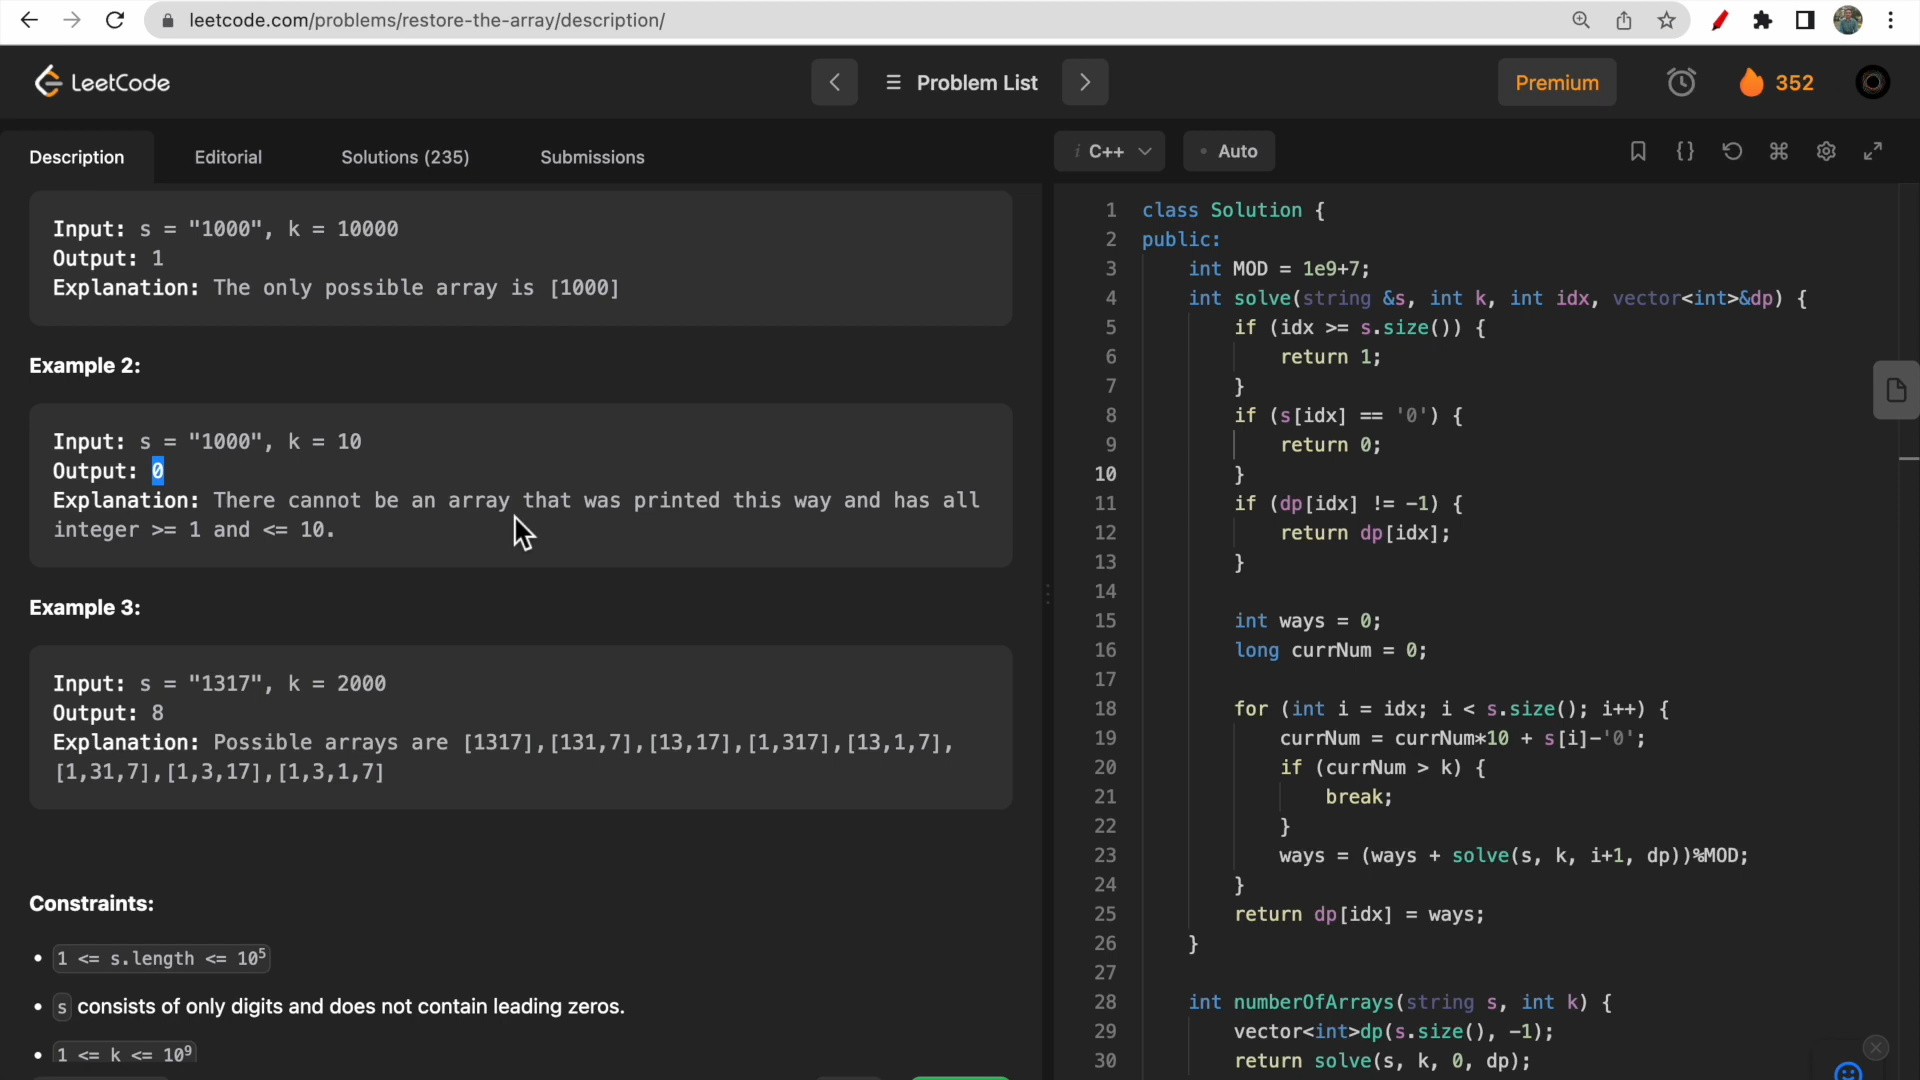 leetcode.com/problems/restore-the-array/description/
LeetCode
Problem List
Premium
352
Description
Editorial
Solutions (235)
Submissions
Input: s = "1000", k = 10000
Output: 1
Explanation: The only possible array is [1000]
Example 2:
Input: s = "1000", k = 10
Output: 0
Explanation: There cannot be an array that was printed this way and has all
integer >= 1 and <= 10.
Example 3:
Input: s = "1317", k = 2000
Output: 8
Explanation: Possible arrays are [1317],[131,7],[13,17],[1,317],[13,1,7],
[1,31,7],[1,3,17],[1,3,1,7]
Constraints:
• 1 <= s.length <= 10⁵
• s consists of only digits and does not contain leading zeros.
• 1 <= k <= 10⁹
i C++
• Auto
{}
1 class Solution {
2 public:
3     int MOD = 1e9+7;
4     int solve(string &s, int k, int idx, vector<int>&dp) {
5         if (idx >= s.size()) {
6             return 1;
7         }
8         if (s[idx] == '0') {
9             return 0;
10         }
11         if (dp[idx] != -1) {
12             return dp[idx];
13         }
14
15         int ways = 0;
16         long currNum = 0;
17
18         for (int i = idx; i < s.size(); i++) {
19             currNum = currNum*10 + s[i]-'0';
20             if (currNum > k) {
21                 break;
22             }
23             ways = (ways + solve(s, k, i+1, dp))%MOD;
24         }
25         return dp[idx] = ways;
26     }
27
28     int numberOfArrays(string s, int k) {
29         vector<int>dp(s.size(), -1);
30         return solve(s, k, 0, dp);